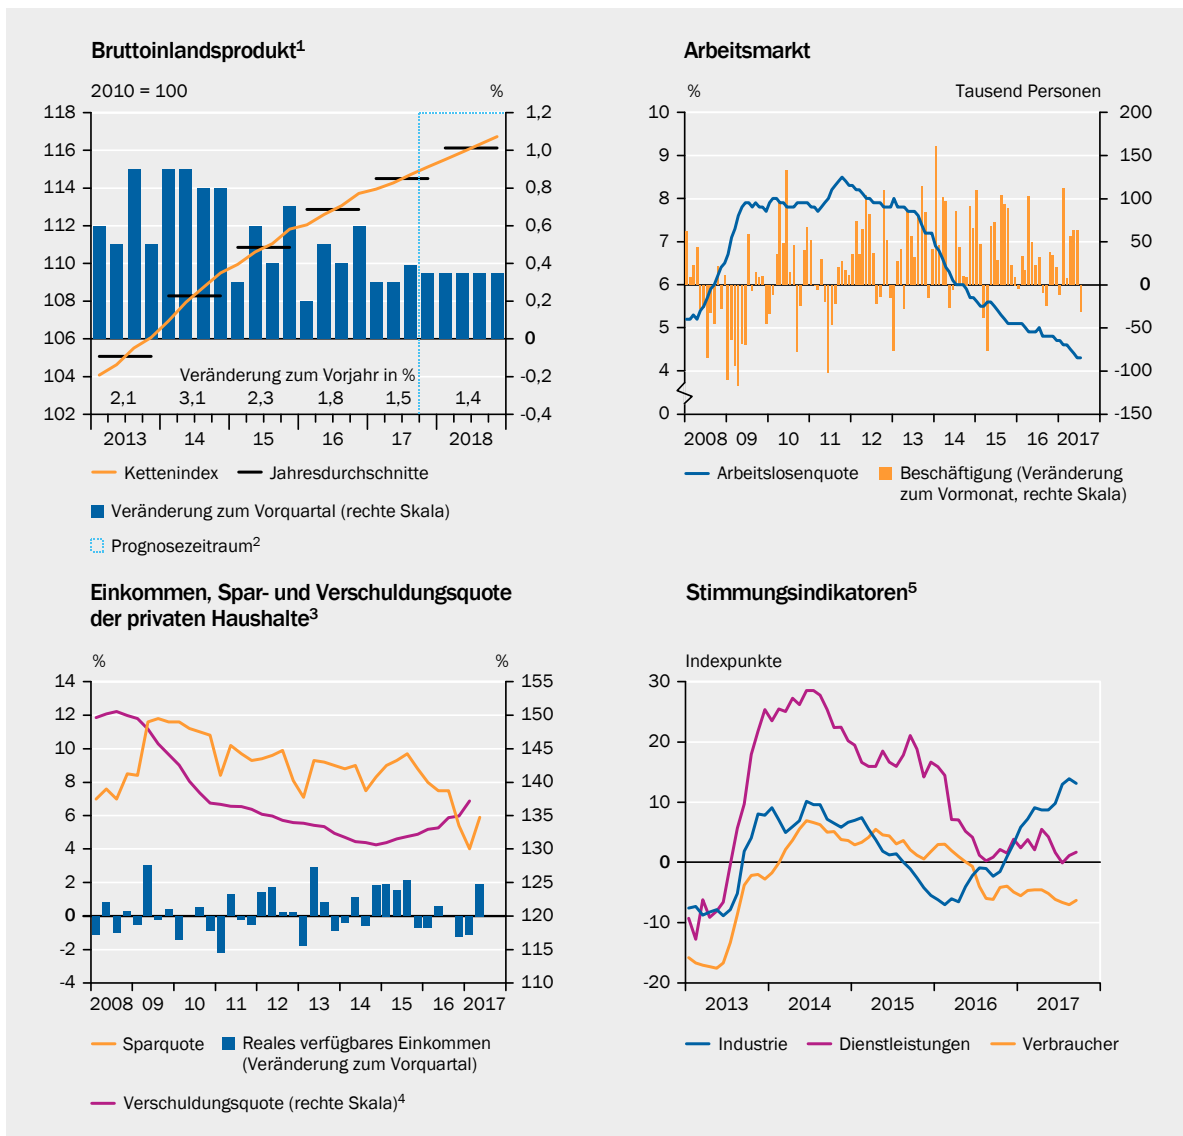 Bruttoinlandsprodukt¹
2010 = 100
%
118
116
114
112
110
108
106
104
102
1,2
1,0
0,8
0,6
0,4
0,2
0
-0,2
-0,4
Veränderung zum Vorjahr in %
2,1 3,1 2,3 1,8 1,5 1,4
2013 14 15 16 17 2018
Kettenindex Jahresdurchschnitte
Veränderung zum Vorquartal (rechte Skala)
Prognosezeitraum²
Arbeitsmarkt
%
Tausend Personen
10
9
8
7
6
5
4
0
200
150
100
50
0
-50
-100
-150
2008 09 10 11 12 13 14 15 16 2017
Arbeitslosenquote Beschäftigung (Veränderung
zum Vormonat, rechte Skala)
Einkommen, Spar- und Verschuldungsquote
der privaten Haushalte³
%
%
14
12
10
8
6
4
2
0
-2
-4
155
150
145
140
135
130
125
120
115
110
2008 09 10 11 12 13 14 15 16 2017
Sparquote Reales verfügbares Einkommen
(Veränderung zum Vorquartal)
Verschuldungsquote (rechte Skala)⁴
Stimmungsindikatoren⁵
Indexpunkte
30
20
10
0
-10
-20
2013 2014 2015 2016 2017
Industrie Dienstleistungen Verbraucher